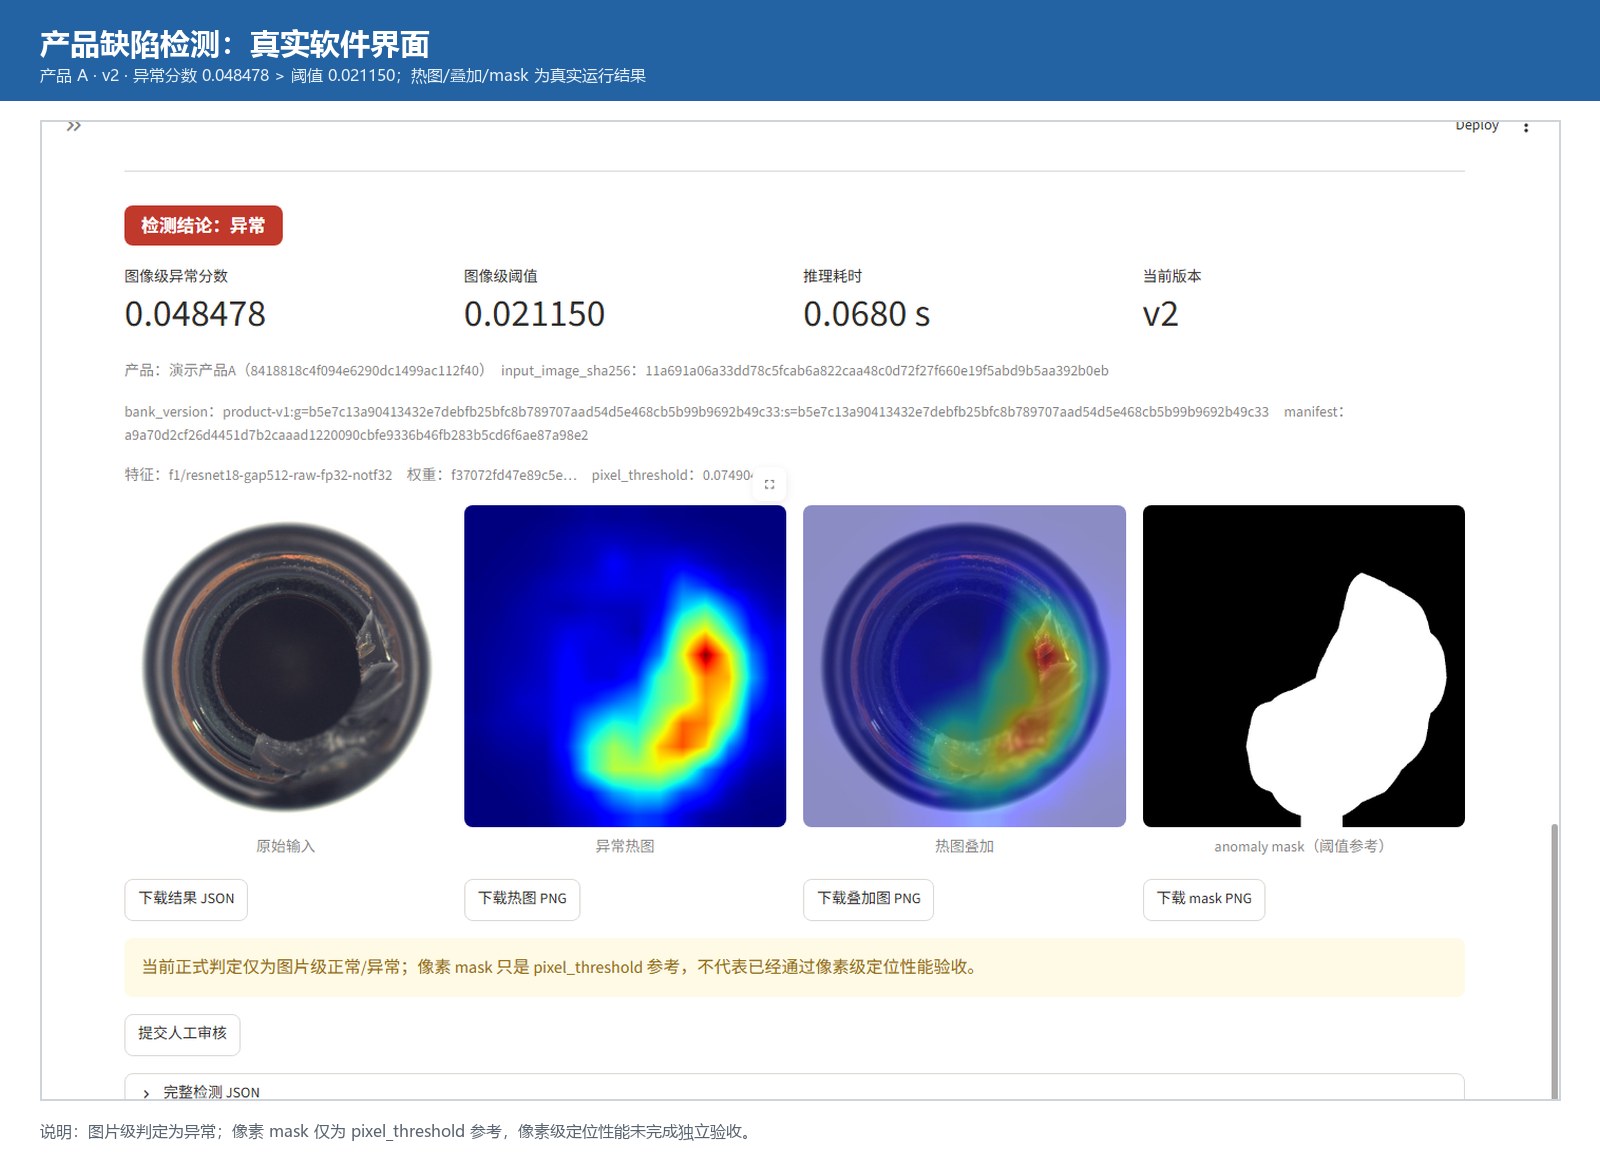 产品缺陷检测：真实软件界面
产品 A · v2 · 异常分数 0.048478 > 阈值 0.021150；热图/叠加/mask 为真实运行结果
Deploy
检测结论：异常
图像级异常分数
0.048478
图像级阈值
0.021150
推理耗时
0.0680 s
当前版本
v2
产品：演示产品A（8418818c4f094e6290dc1499ac112f40） input_image_sha256：11a691a06a33dd78c5fcab6a822caa48c0d72f27f660e19f5abd9b5aa392b0eb
bank_version：product-v1:g=b5e7c13a90413432e7debfb25bfc8b789707aad54d5e468cb5b99b9692b49c33:s=b5e7c13a90413432e7debfb25bfc8b789707aad54d5e468cb5b99b9692b49c33 manifest：
a9a70d2cf26d4451d7b2caaad1220090cbfe9336b46fb283b5cd6f6ae87a98e2
特征：f1/resnet18-gap512-raw-fp32-notf32 权重：f37072fd47e89c5e… pixel_threshold：0.07490
原始输入
异常热图
热图叠加
anomaly mask（阈值参考）
下载结果 JSON
下载热图 PNG
下载叠加图 PNG
下载 mask PNG
当前正式判定仅为图片级正常/异常；像素 mask 只是 pixel_threshold 参考，不代表已经通过像素级定位性能验收。
提交人工审核
完整检测 JSON
说明：图片级判定为异常；像素 mask 仅为 pixel_threshold 参考，像素级定位性能未完成独立验收。